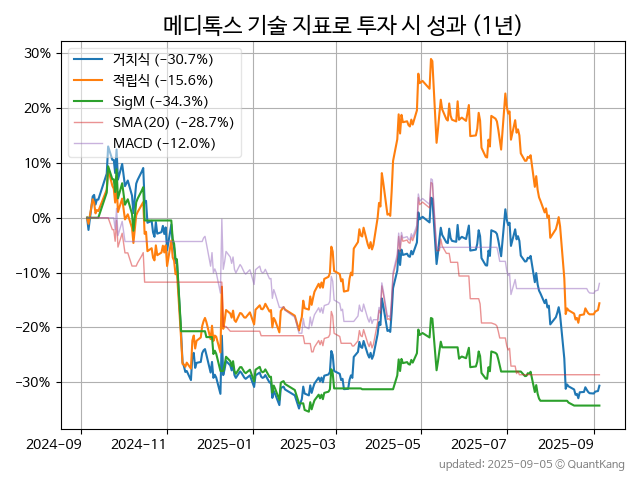 메디톡스 기술 지표로 투자 시 성과 (1년)
거치식 (−30.7%)
적립식 (−15.6%)
SigM (−34.3%)
SMA(20) (−28.7%)
MACD (−12.0%)
30%
20%
10%
0%
−10%
−20%
−30%
2024-09 2024-11 2025-01 2025-03 2025-05 2025-07 2025-09
updated: 2025-09-05 © QuantKang